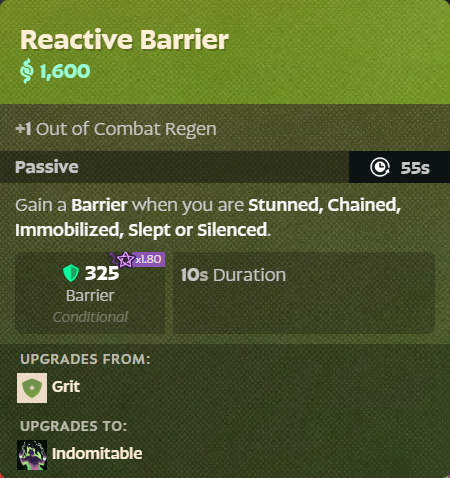 Reactive Barrier
1,600
+1 Out of Combat Regen
Passive 55s
Gain a Barrier when you are Stunned, Chained,
Immobilized, Slept or Silenced.
x1.80
325 10s Duration
Barrier
Conditional
UPGRADES FROM:
Grit
UPGRADES TO:
Indomitable